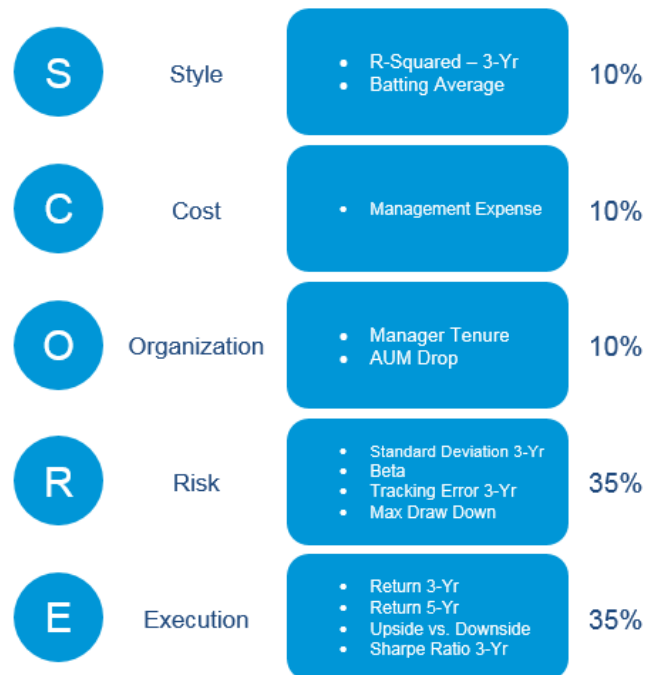 S
Style
• R-Squared – 3-Yr
• Batting Average
10%
C
Cost
• Management Expense
10%
O
Organization
• Manager Tenure
• AUM Drop
10%
R
Risk
• Standard Deviation 3-Yr
• Beta
• Tracking Error 3-Yr
• Max Draw Down
35%
E
Execution
• Return 3-Yr
• Return 5-Yr
• Upside vs. Downside
• Sharpe Ratio 3-Yr
35%